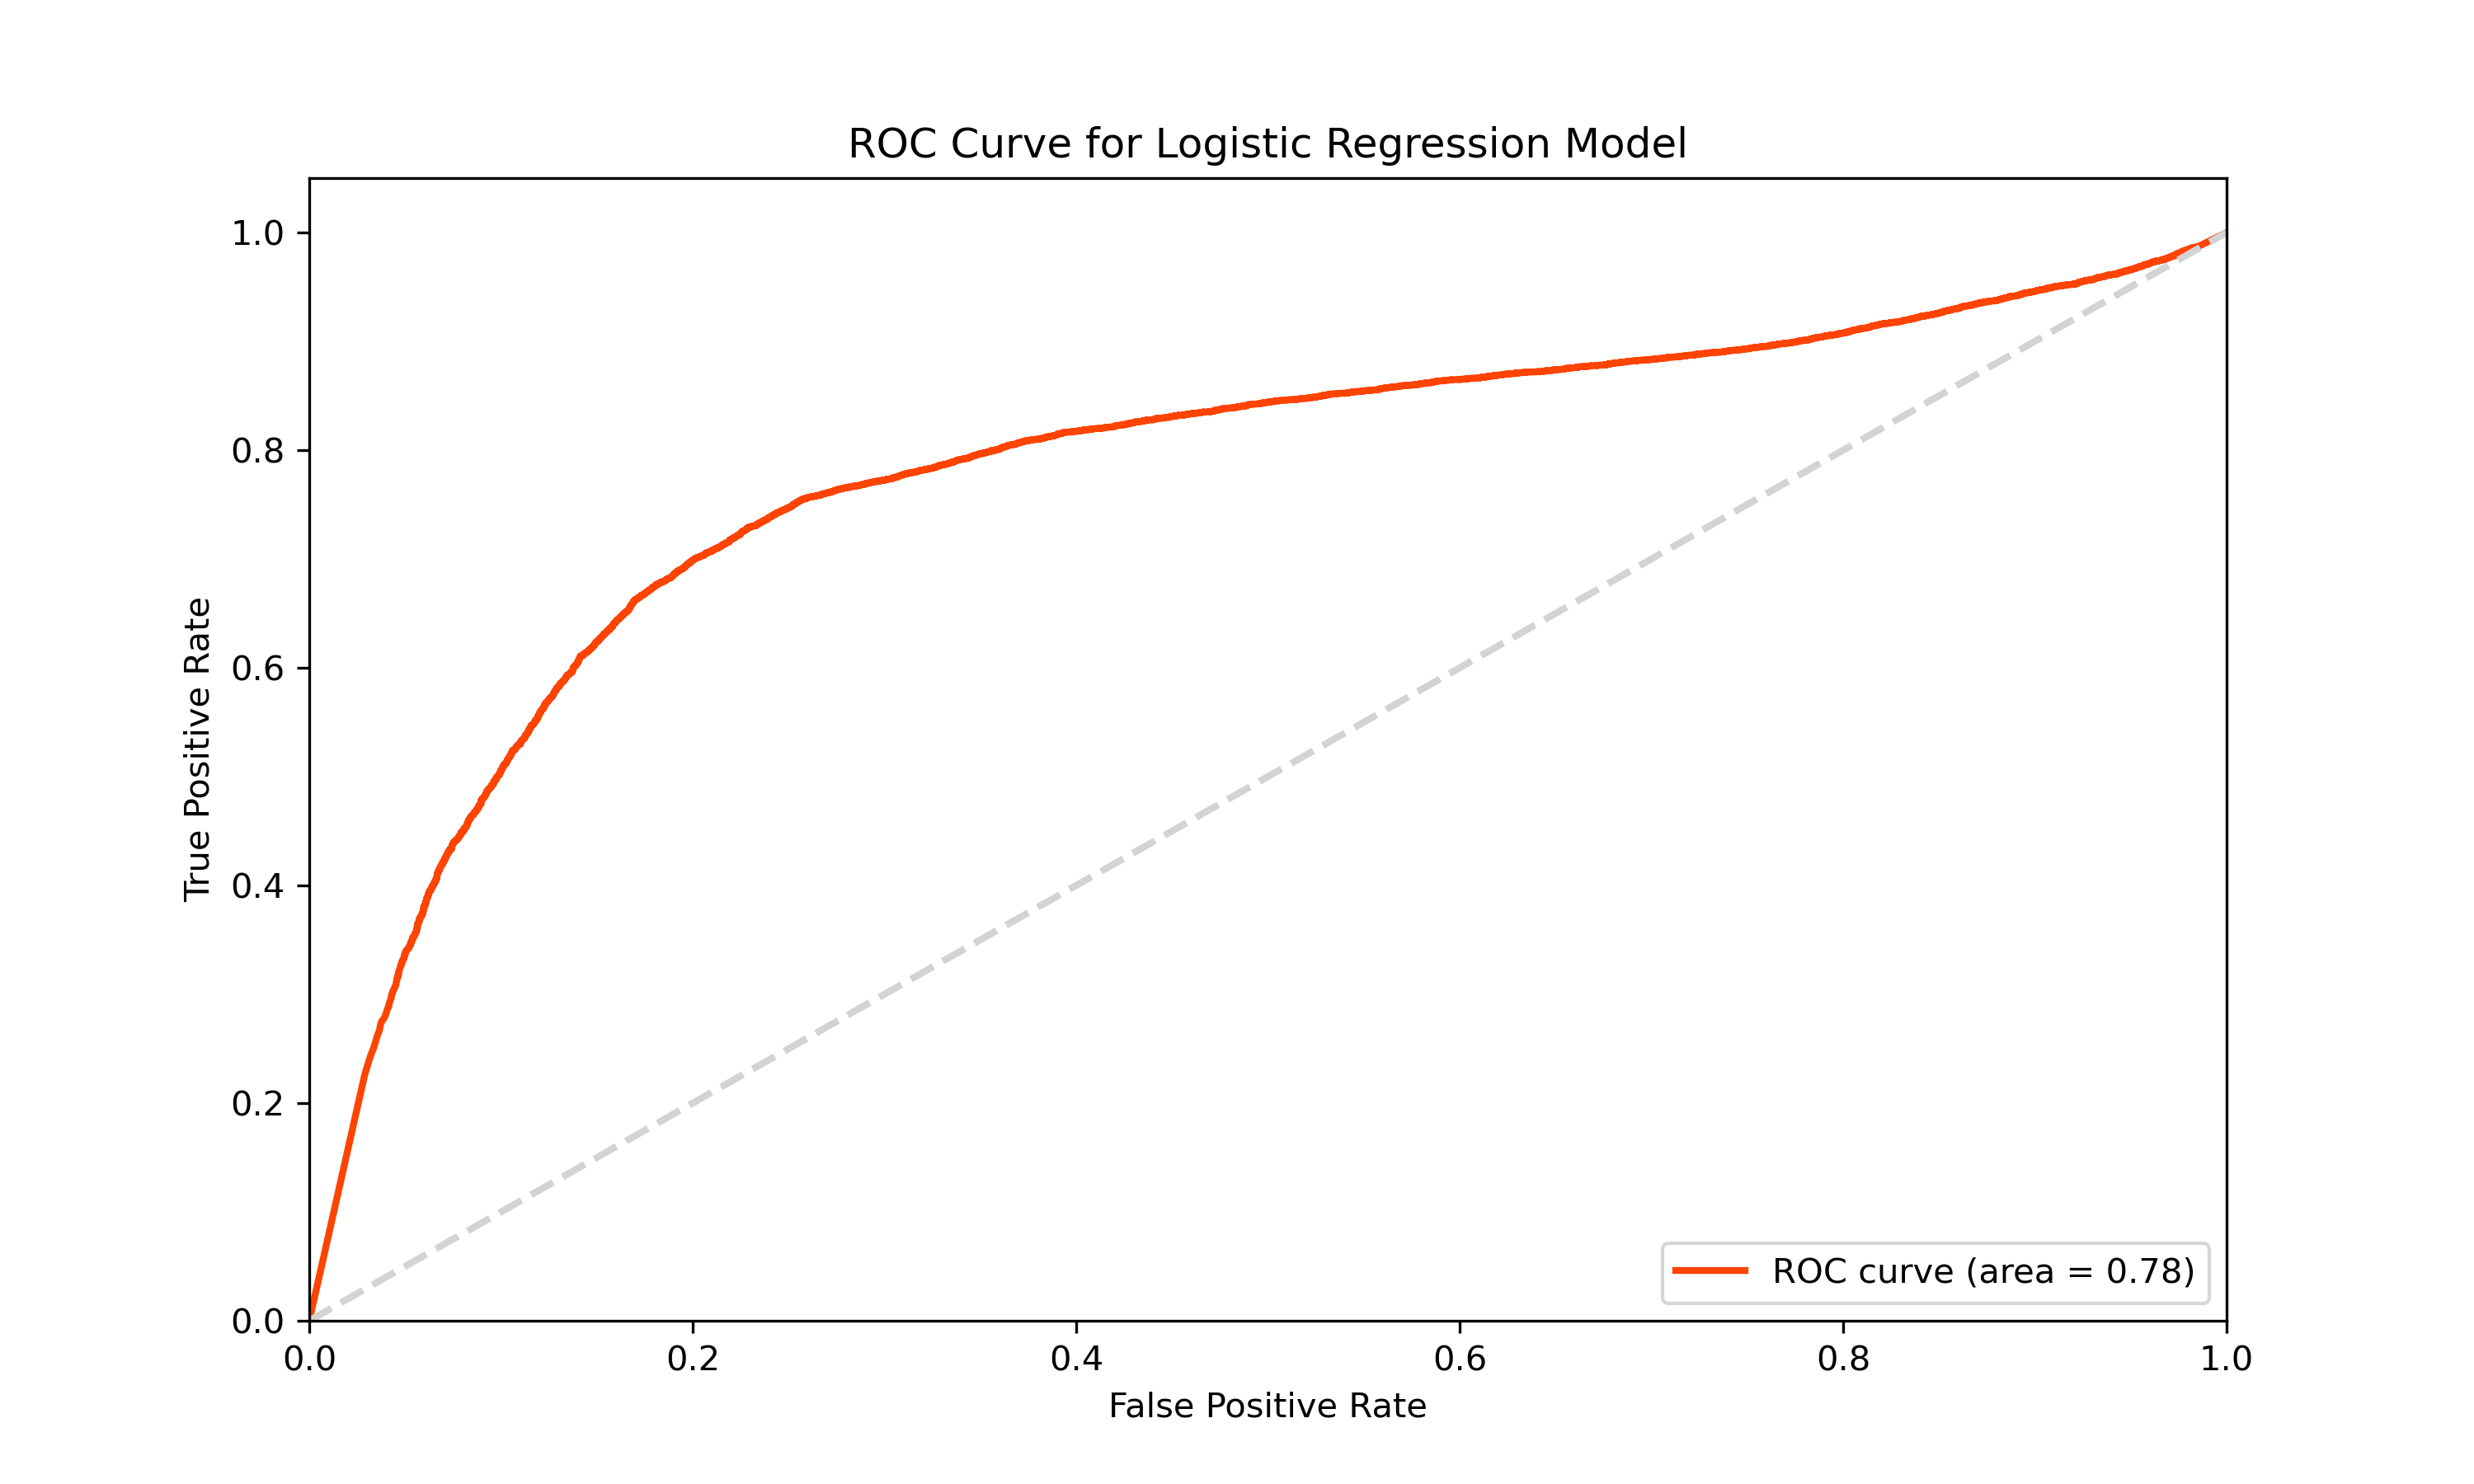 ROC Curve for Logistic Regression Model
True Positive Rate
1.0
0.8
0.6
0.4
0.2
0.0
0.0 0.2 0.4 0.6 0.8 1.0
False Positive Rate
ROC curve (area = 0.78)